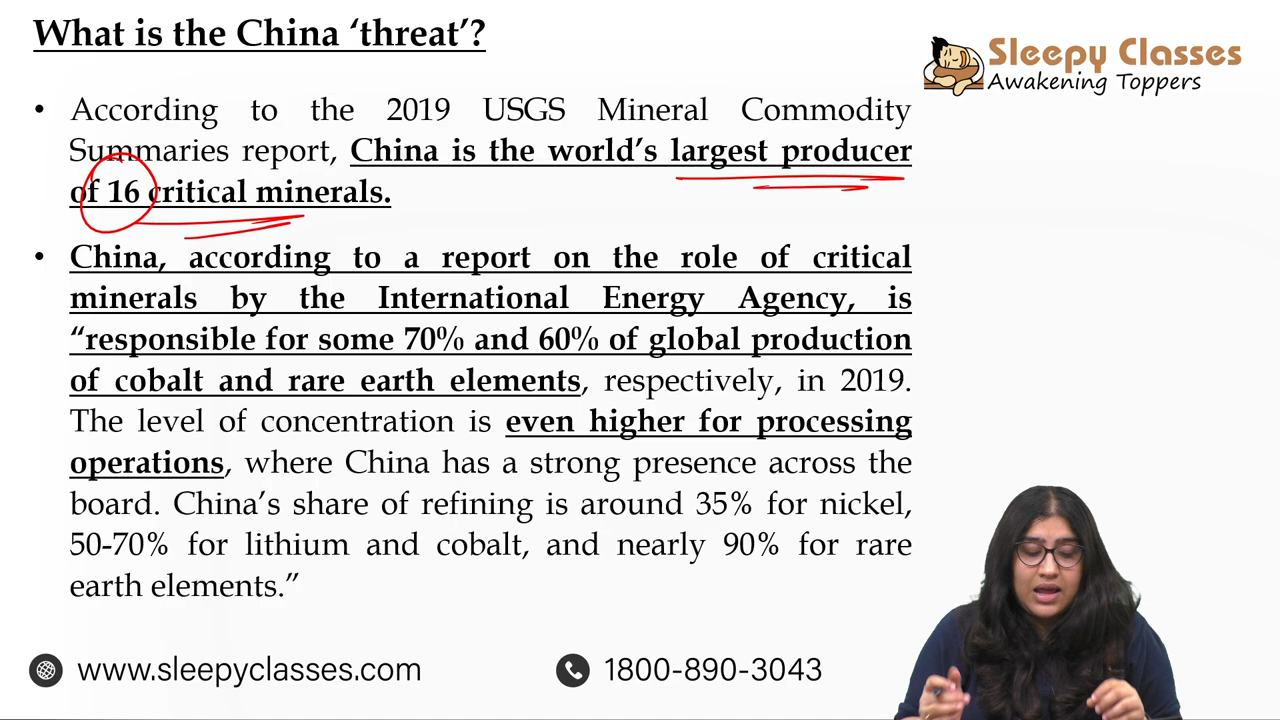 What is the China ‘threat’?
Sleepy Classes
Awakening Toppers
• According to the 2019 USGS Mineral Commodity
Summaries report, China is the world’s largest producer
of 16 critical minerals.
• China, according to a report on the role of critical
minerals by the International Energy Agency, is
“responsible for some 70% and 60% of global production
of cobalt and rare earth elements, respectively, in 2019.
The level of concentration is even higher for processing
operations, where China has a strong presence across the
board. China’s share of refining is around 35% for nickel,
50-70% for lithium and cobalt, and nearly 90% for rare
earth elements.”
www.sleepyclasses.com
1800-890-3043